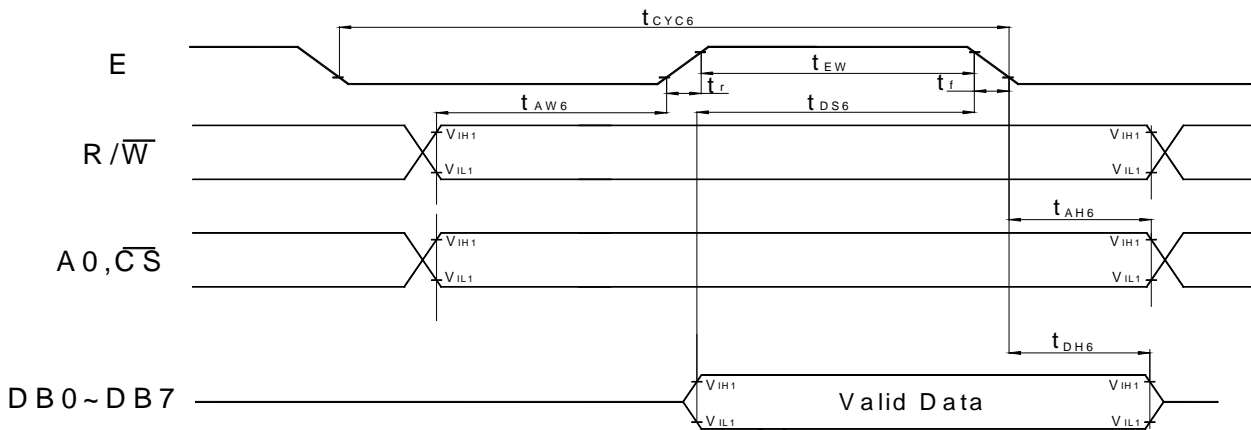 tCYC6
E
tEW
tr
tf
tAW6
tDS6
R/W̅
VIH1
VIH1
VIL1
VIL1
tAH6
A0,C̅S̅
VIH1
VIH1
VIL1
VIL1
tDH6
DB0~DB7
VIH1
VIH1
Valid Data
VIL1
VIL1